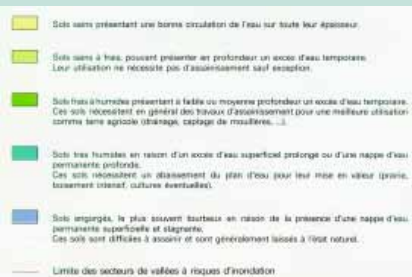 Sols sains présentant une bonne circulation de l'eau sur toute leur épaisseur.
Sols sains à frais, pouvant présenter en profondeur un excès d'eau temporaire.
Leur utilisation ne nécessite pas d'assainissement sauf exception.
Sols frais à humides présentant à faible ou moyenne profondeur un excès d'eau temporaire.
Ces sols nécessitent en général des travaux d'assainissement pour une meilleure utilisation
comme terre agricole (drainage, captage de mouillères, ...).
Sols très humides en raison d'un excès d'eau superficiel prolongé ou d'une nappe d'eau
permanente profonde.
Ces sols nécessitent un abaissement du plan d'eau pour leur mise en valeur (prairie,
boisement intensif, cultures éventuelles).
Sols engorgés, le plus souvent tourbeux en raison de la présence d'une nappe d'eau
permanente superficielle et stagnante.
Ces sols sont difficiles à assainir et sont généralement laissés à l'état naturel.
Limite des secteurs de vallées à risques d'inondation